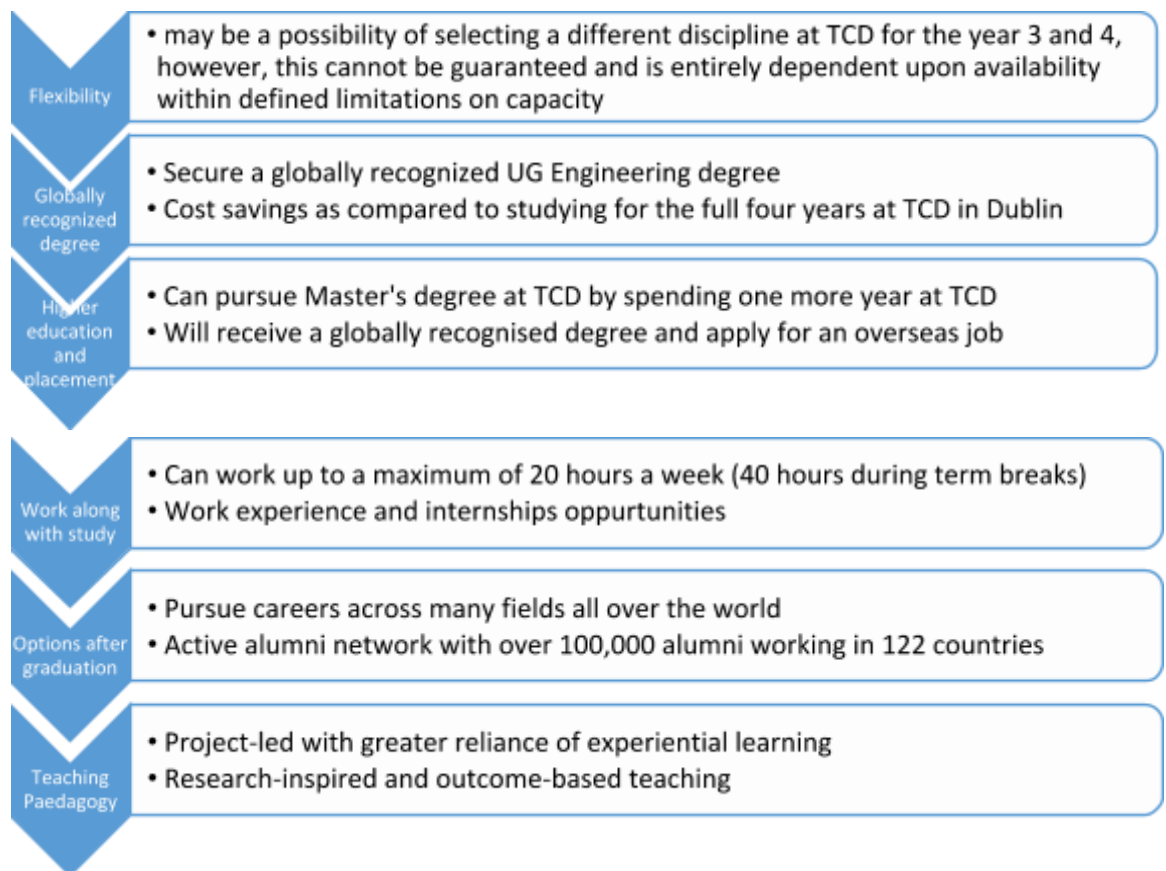 Flexibility
• may be a possibility of selecting a different discipline at TCD for the year 3 and 4,
however, this cannot be guaranteed and is entirely dependent upon availability
within defined limitations on capacity
Globally
recognized
degree
• Secure a globally recognized UG Engineering degree
• Cost savings as compared to studying for the full four years at TCD in Dublin
Higher
education
and
placement
• Can pursue Master's degree at TCD by spending one more year at TCD
• Will receive a globally recognised degree and apply for an overseas job
Work along
with study
• Can work up to a maximum of 20 hours a week (40 hours during term breaks)
• Work experience and internships oppurtunities
Options after
graduation
• Pursue careers across many fields all over the world
• Active alumni network with over 100,000 alumni working in 122 countries
Teaching
Paedagogy
• Project-led with greater reliance of experiential learning
• Research-inspired and outcome-based teaching